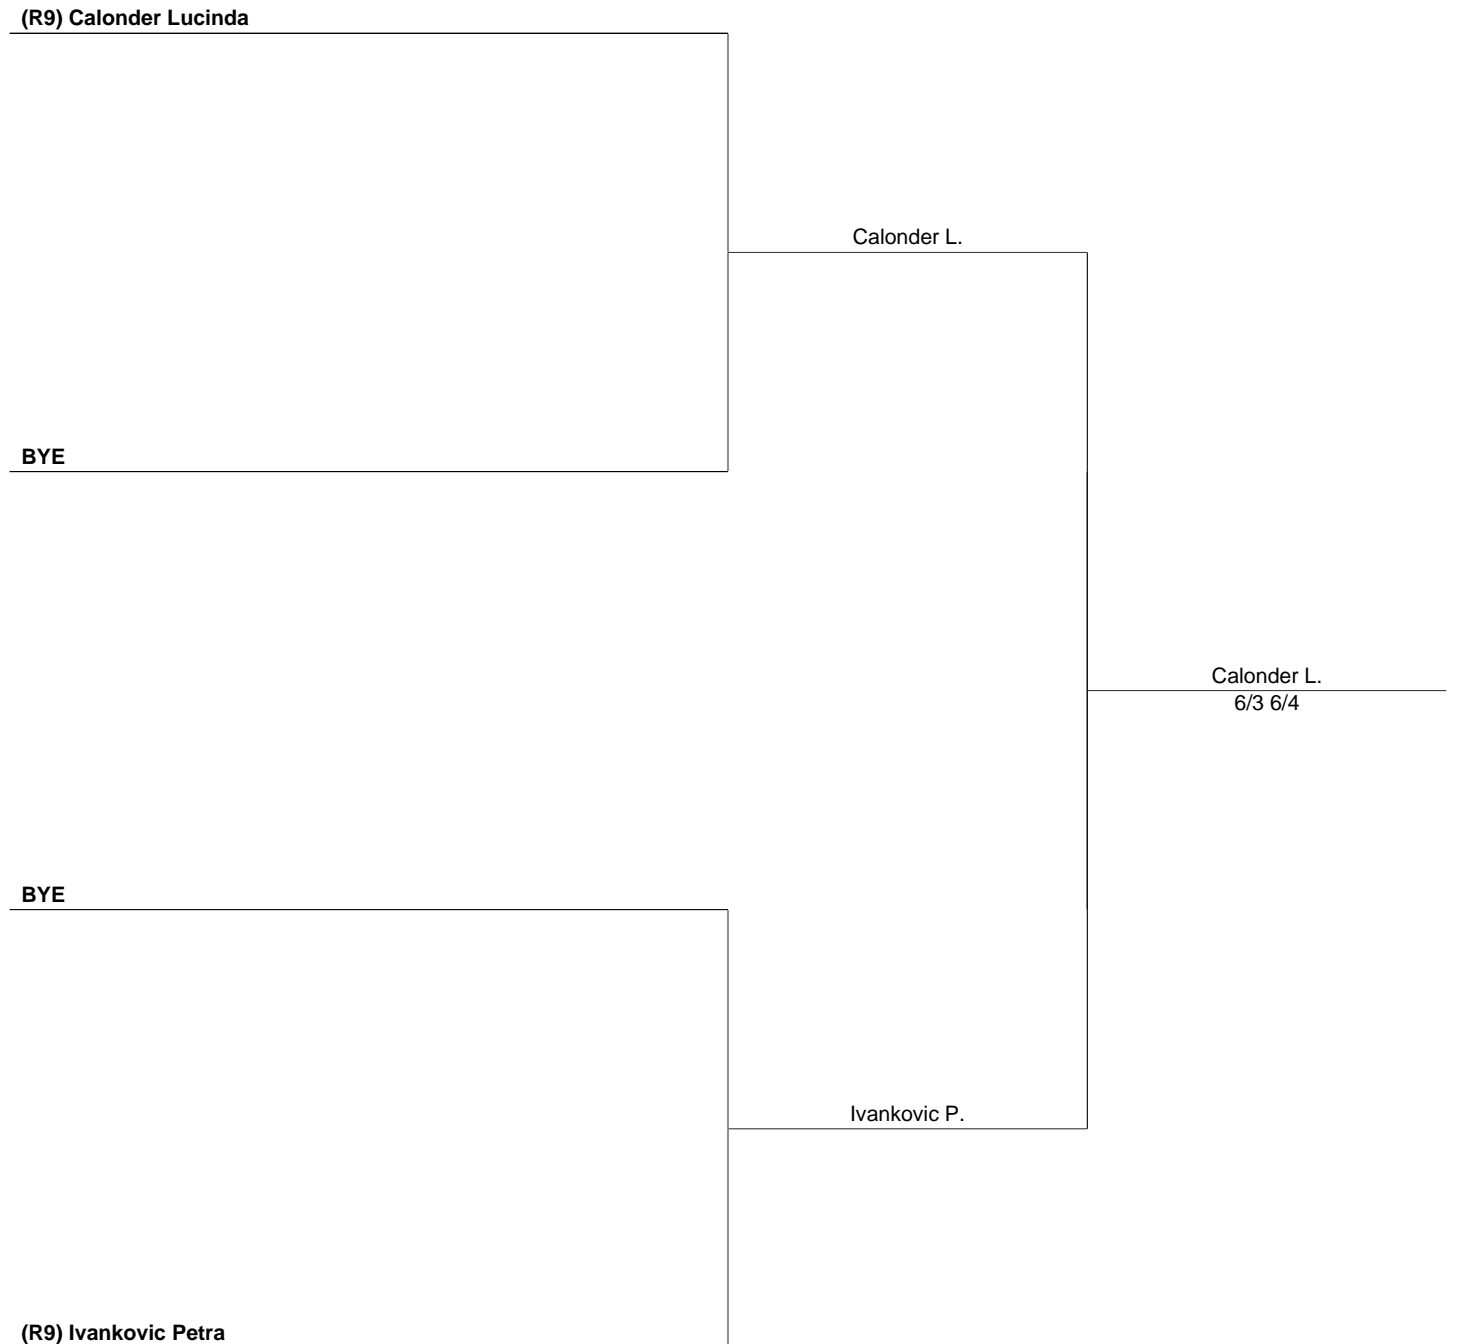 (R9) Calonder Lucinda
Calonder L.
BYE
Calonder L.
6/3 6/4
BYE
Ivankovic P.
(R9) Ivankovic Petra